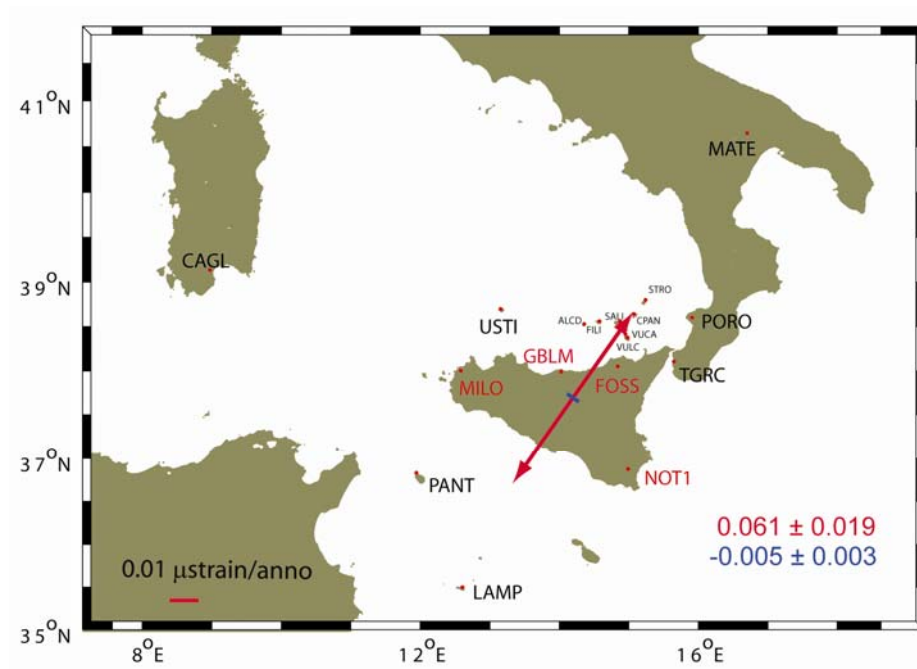 41°N
MATE
CAGL
39°N
STRO
USTI
ALCD
FILI
SALI
CPAN
PORO
VUCA
VULC
GBLM
MILO
FOSS
TGRC
37°N
PANT
NOT1
0.061 ± 0.019
-0.005 ± 0.003
0.01 μstrain/anno
LAMP
35°N
8°E
12°E
16°E